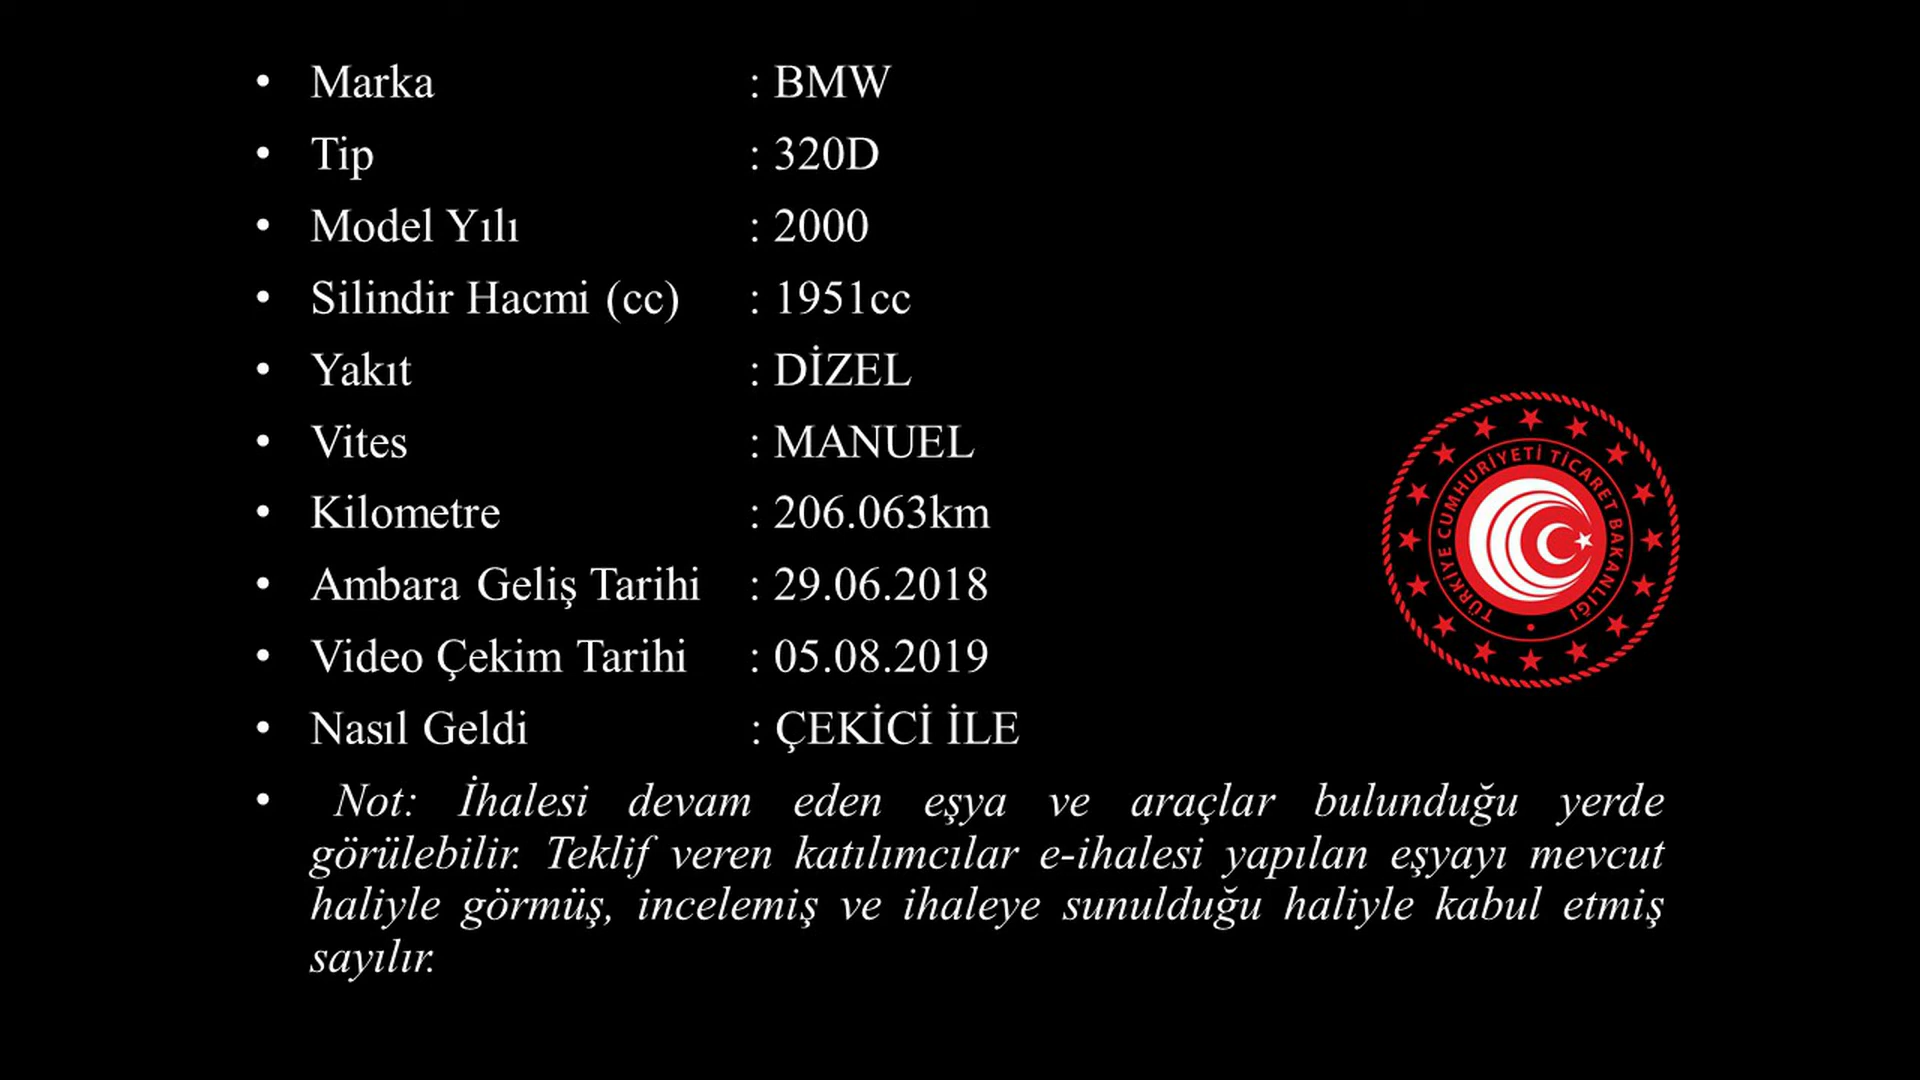 • Marka : BMW
• Tip : 320D
• Model Yılı : 2000
• Silindir Hacmi (cc) : 1951cc
• Yakıt : DİZEL
• Vites : MANUEL
• Kilometre : 206.063km
• Ambara Geliş Tarihi : 29.06.2018
• Video Çekim Tarihi : 05.08.2019
• Nasıl Geldi : ÇEKİCİ İLE
• Not: İhalesi devam eden eşya ve araçlar bulunduğu yerde
görülebilir. Teklif veren katılımcılar e-ihalesi yapılan eşyayı mevcut
haliyle görmüş, incelemiş ve ihaleye sunulduğu haliyle kabul etmiş
sayılır.
TÜRKİYE CUMHURİYETİ TİCARET BAKANLIĞI